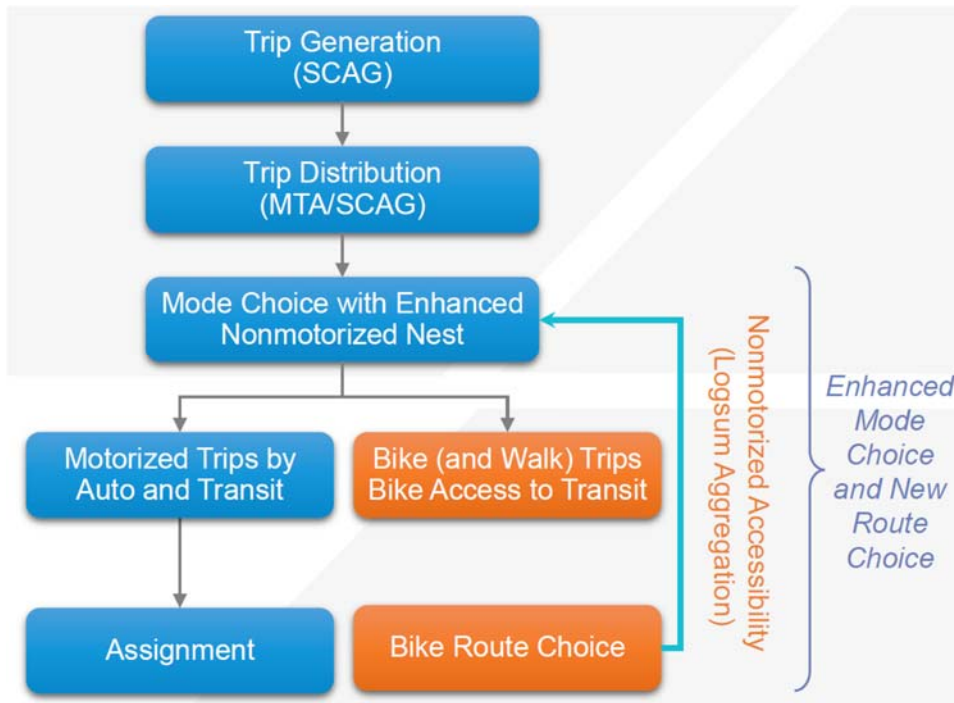 Trip Generation
(SCAG)
Trip Distribution
(MTA/SCAG)
Mode Choice with Enhanced
Nonmotorized Nest
Motorized Trips by
Auto and Transit
Bike (and Walk) Trips
Bike Access to Transit
Assignment
Bike Route Choice
Nonmotorized Accessibility
(Logsum Aggregation)
Enhanced
Mode
Choice
and New
Route
Choice